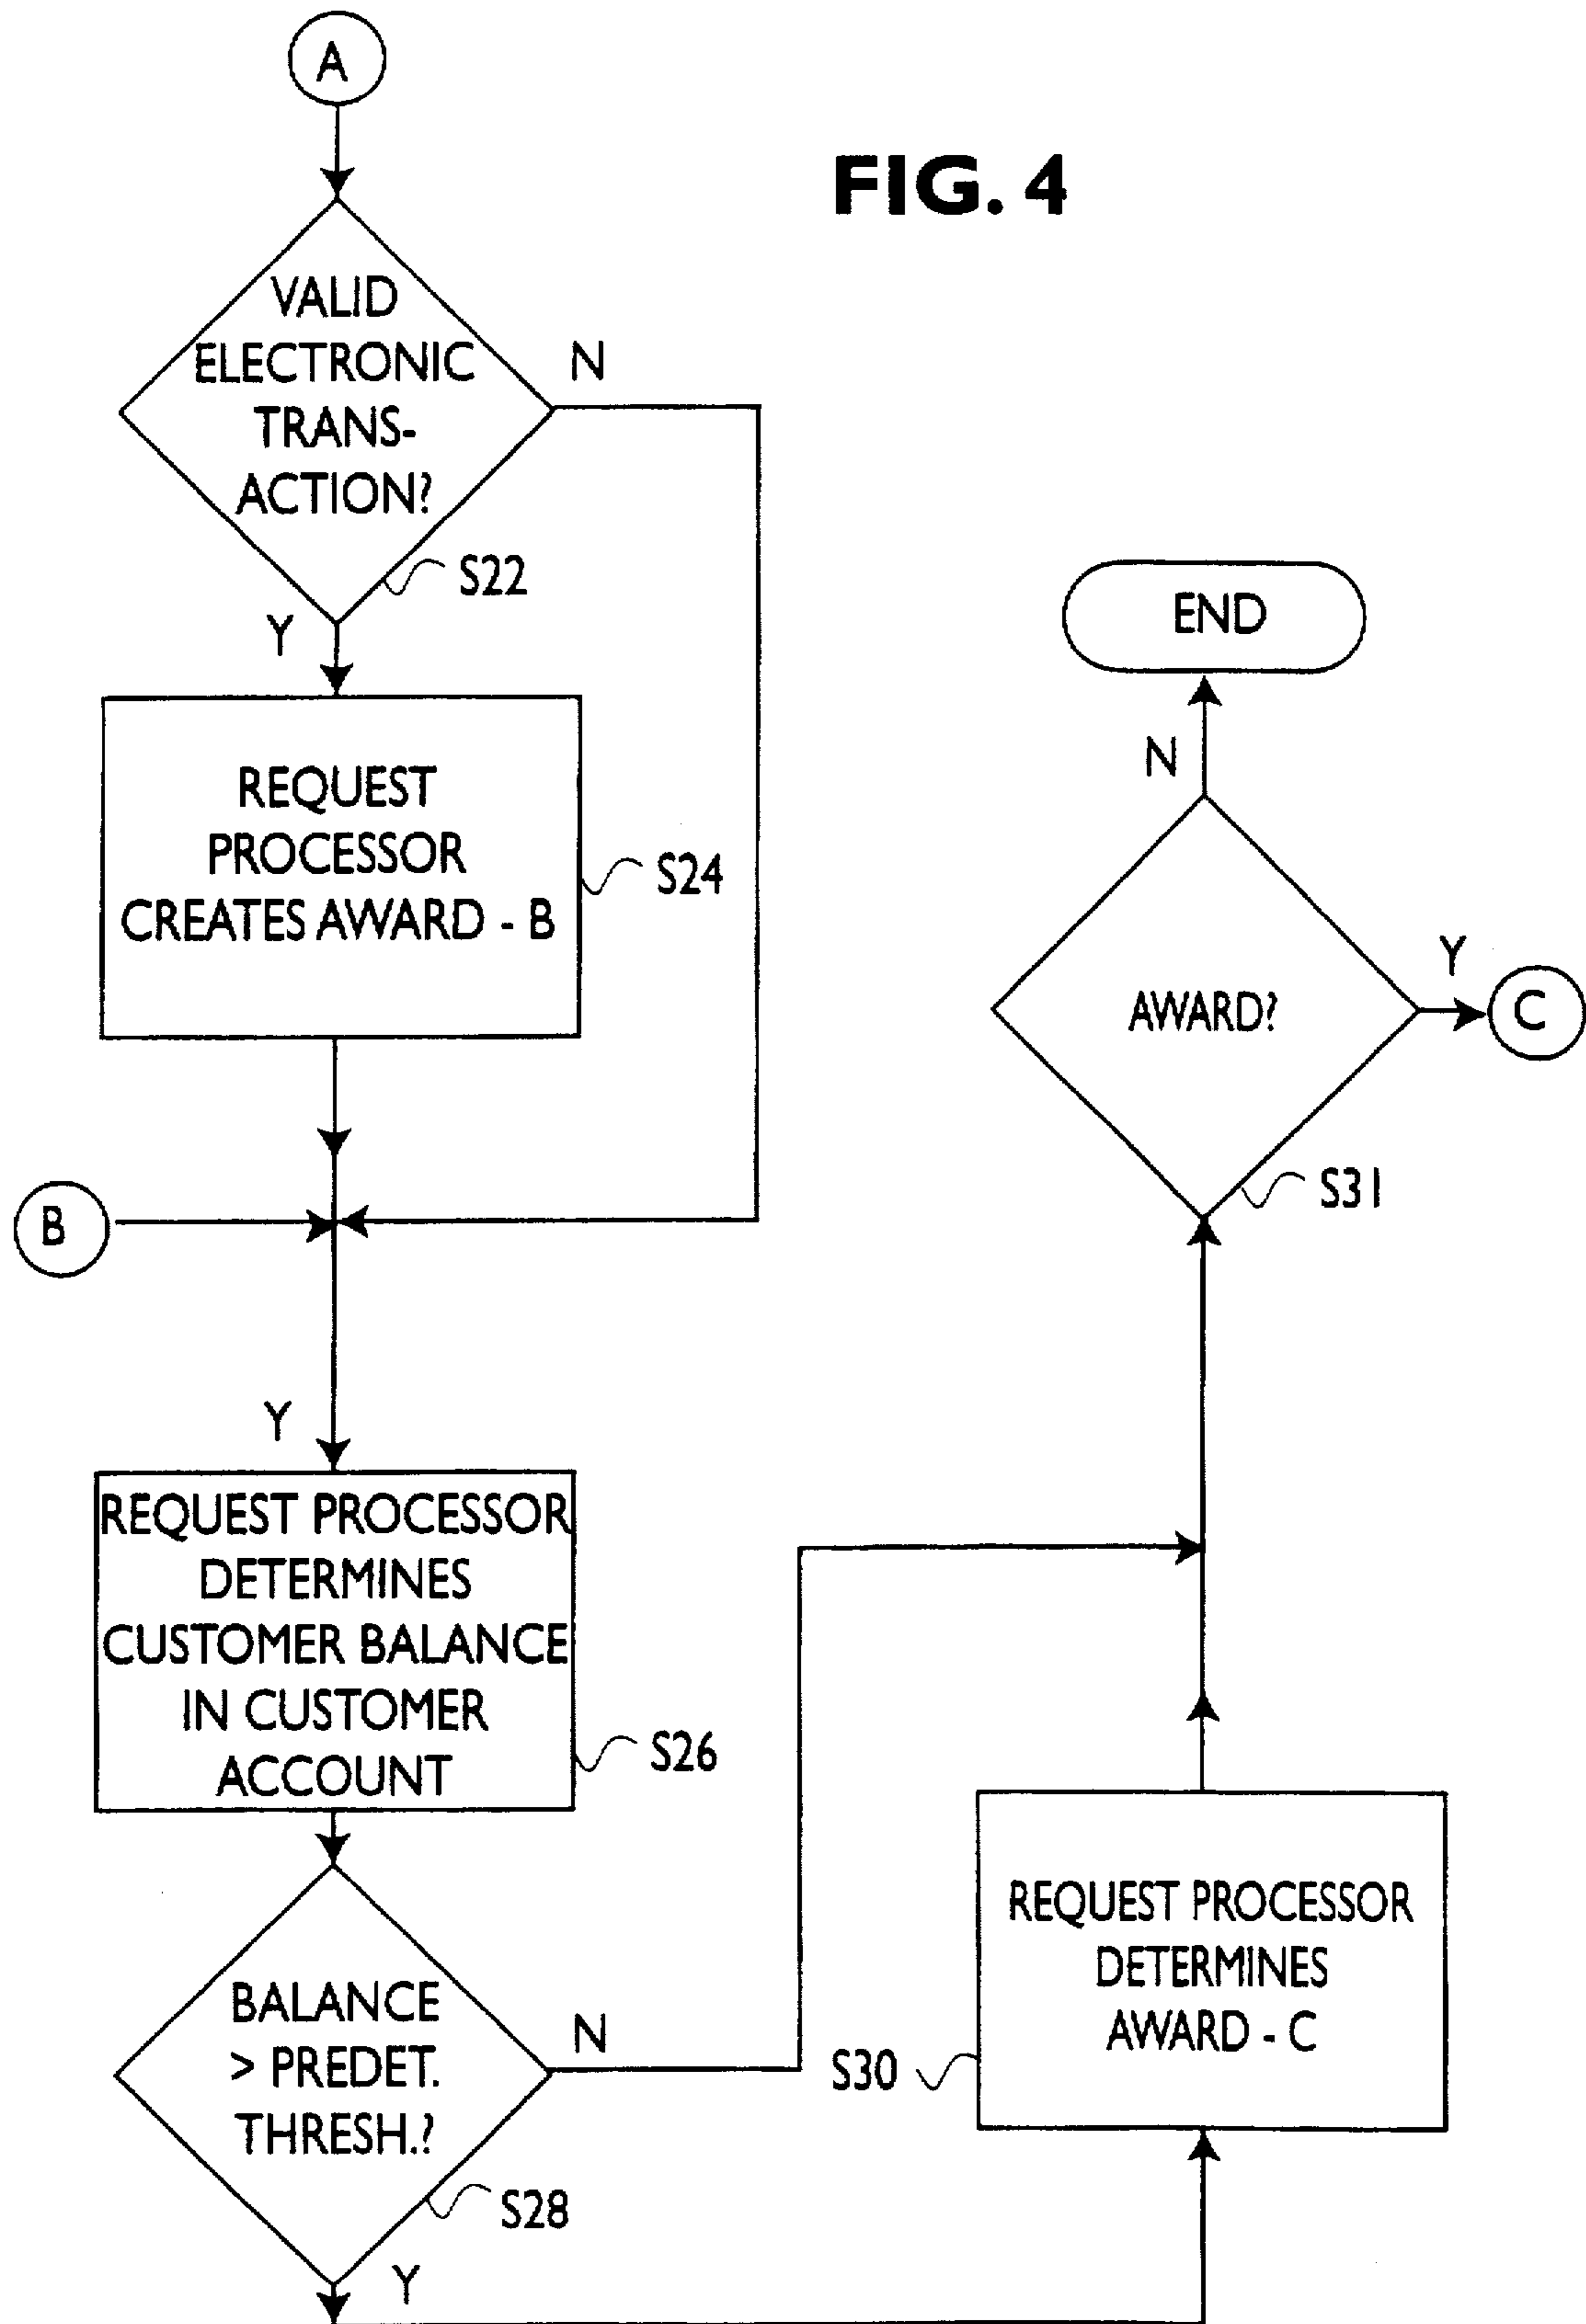 A
FIG. 4
VALID
ELECTRONIC
TRANS-
ACTION?
N
S22
Y
REQUEST
PROCESSOR
CREATES AWARD - B
S24
B
Y
REQUEST PROCESSOR
DETERMINES
CUSTOMER BALANCE
IN CUSTOMER
ACCOUNT
S26
BALANCE
> PREDET.
THRESH.?
N
S28
Y
REQUEST PROCESSOR
DETERMINES
AWARD - C
S30
AWARD?
S31
Y
C
N
END